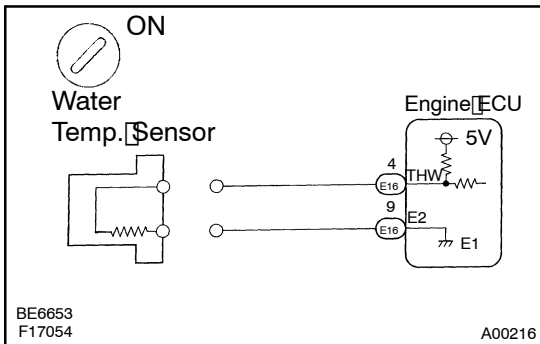 ON
Water
Temp. Sensor
Engine ECU
5V
4
THW
E16
9
E2
E16
E1
BE6653
F17054
A00216